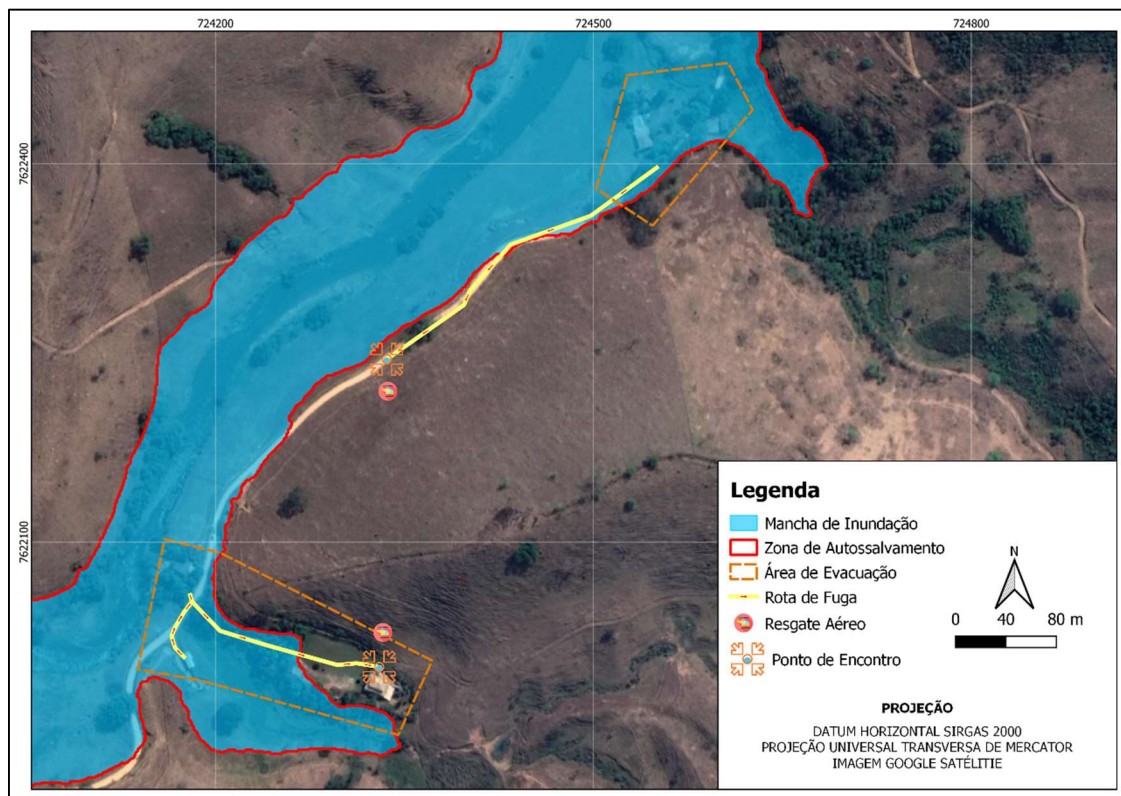 724200
724500
724800
7622400
7622100
Legenda
Mancha de Inundação
Zona de Autossalvamento
Área de Evacuação
Rota de Fuga
Resgate Aéreo
Ponto de Encontro
N
0 40 80 m
PROJEÇÃO
DATUM HORIZONTAL SIRGAS 2000
PROJEÇÃO UNIVERSAL TRANSVERSA DE MERCATOR
IMAGEM GOOGLE SATÉLITIE